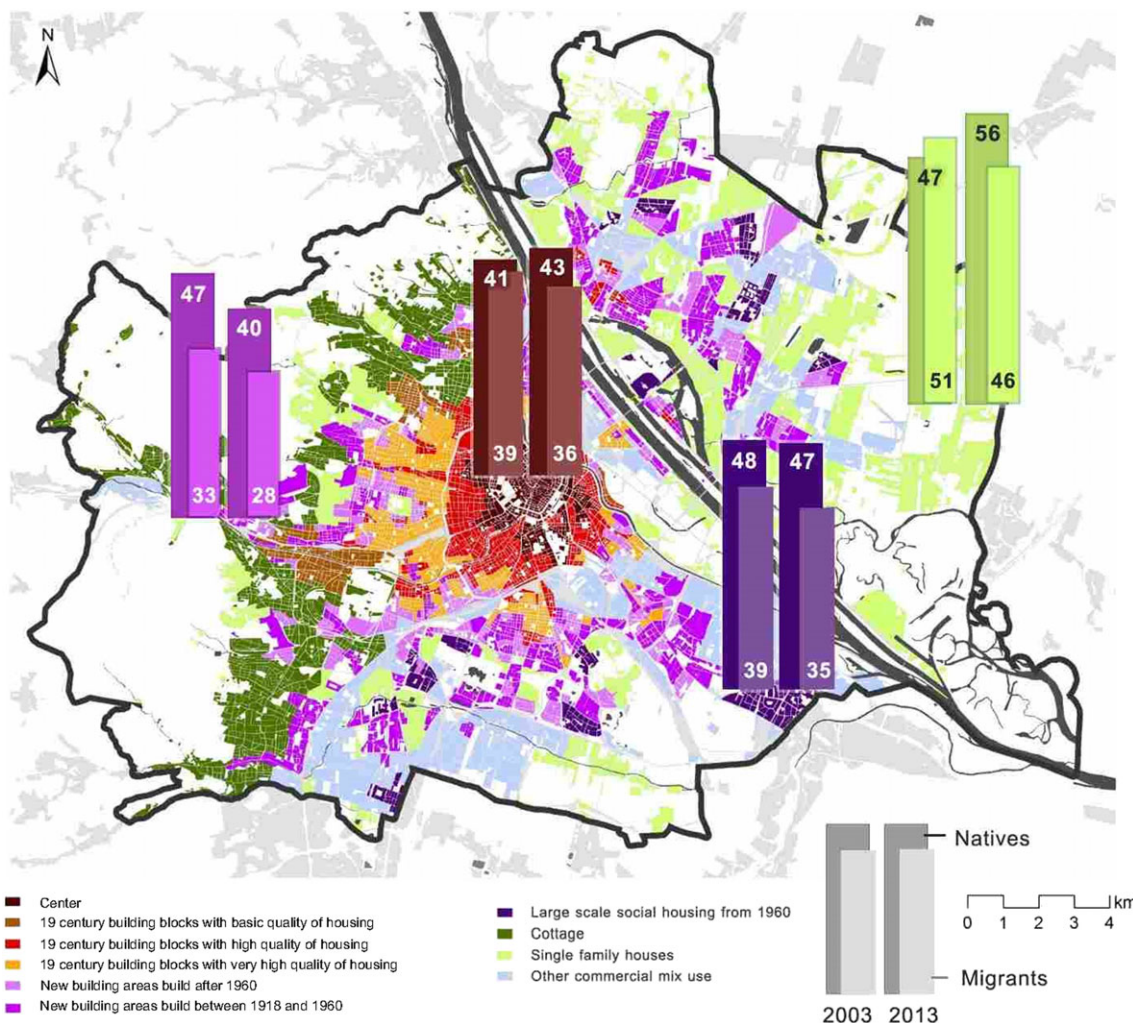 N
56
47
51
46
47
40
33
28
41
43
39
36
48
47
39
35
Natives
Migrants
2003
2013
km
0 1 2 3 4
Center
19 century building blocks with basic quality of housing
19 century building blocks with high quality of housing
19 century building blocks with very high quality of housing
New building areas build after 1960
New building areas build between 1918 and 1960
Large scale social housing from 1960
Cottage
Single family houses
Other commercial mix use